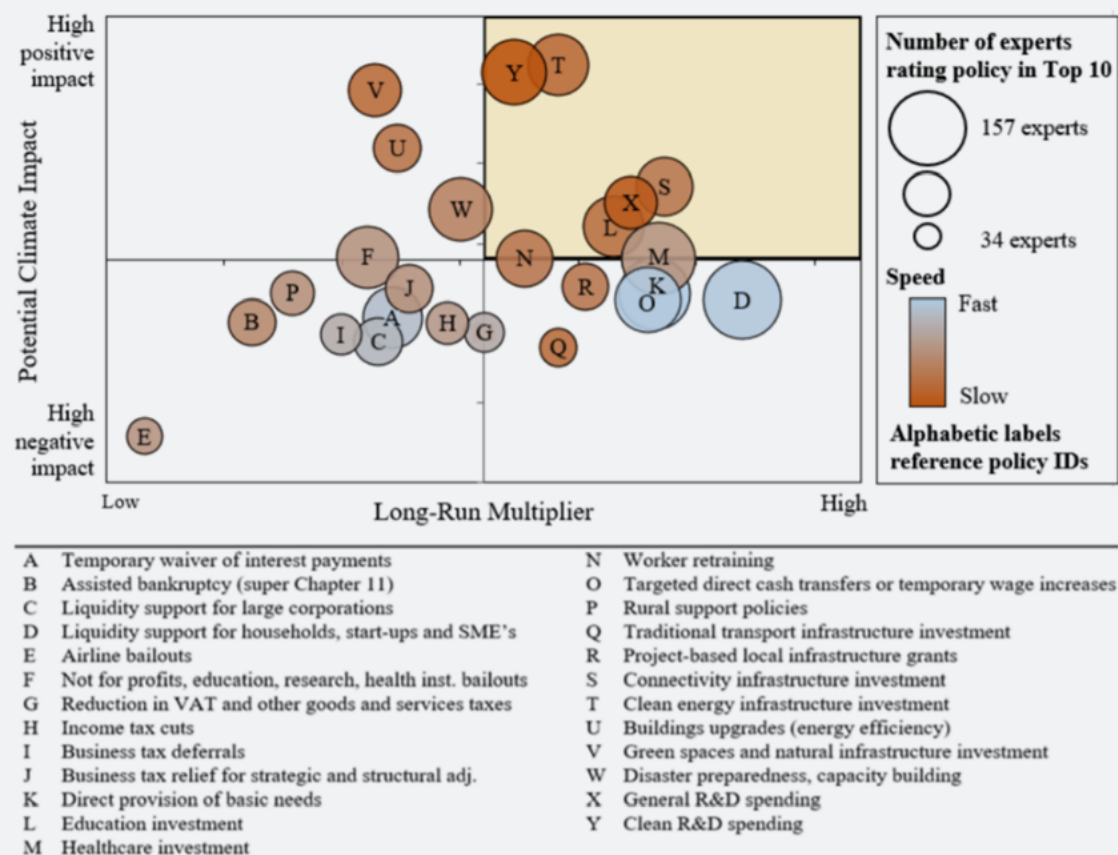 High
positive
impact
Potential Climate Impact
High
negative
impact
Y
T
V
U
W
S
X
L
N
M
F
K
R
O
D
P
J
B
A
I
C
H
G
Q
E
Low
Long-Run Multiplier
High
Number of experts
rating policy in Top 10
157 experts
34 experts
Speed
Fast
Slow
Alphabetic labels
reference policy IDs
A Temporary waiver of interest payments
B Assisted bankruptcy (super Chapter 11)
C Liquidity support for large corporations
D Liquidity support for households, start-ups and SME's
E Airline bailouts
F Not for profits, education, research, health inst. bailouts
G Reduction in VAT and other goods and services taxes
H Income tax cuts
I Business tax deferrals
J Business tax relief for strategic and structural adj.
K Direct provision of basic needs
L Education investment
M Healthcare investment
N Worker retraining
O Targeted direct cash transfers or temporary wage increases
P Rural support policies
Q Traditional transport infrastructure investment
R Project-based local infrastructure grants
S Connectivity infrastructure investment
T Clean energy infrastructure investment
U Buildings upgrades (energy efficiency)
V Green spaces and natural infrastructure investment
W Disaster preparedness, capacity building
X General R&D spending
Y Clean R&D spending